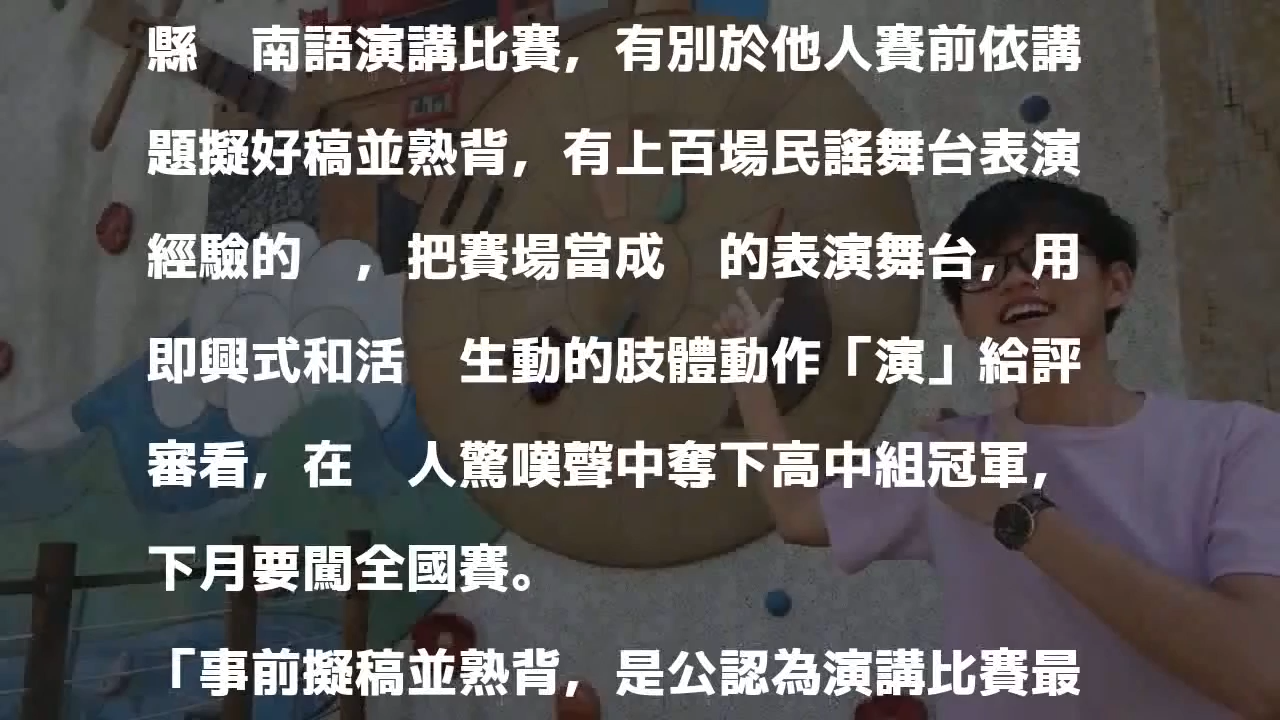 縣　南語演講比賽，有別於他人賽前依講
題擬好稿並熟背，有上百場民謠舞台表演
經驗的　，把賽場當成　的表演舞台，用
即興式和活　生動的肢體動作「演」給評
審看，在　人驚嘆聲中奪下高中組冠軍，
下月要闖全國賽。
「事前擬稿並熟背，是公認為演講比賽最